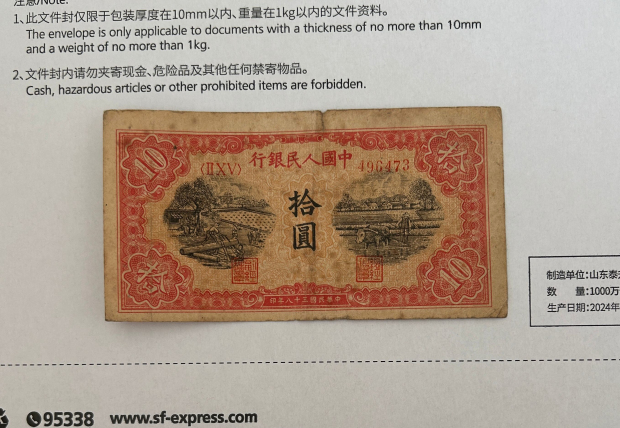 1、此文件封仅限于包装厚度在10mm以内、重量在1kg以内的文件资料。
The envelope is only applicable to documents with a thickness of no more than 10mm
and a weight of no more than 1kg.
2、文件封内请勿夹寄现金、危险品及其他任何禁寄物品。
Cash, hazardous articles or other prohibited items are forbidden.
10
拾
行銀民人國中
〈ⅡXV〉
496473
拾
圓
拾
10
印年八十三國民華中
制造单位:山东泰
数 量:1000万
生产日期:2024年
95338 www.sf-express.com